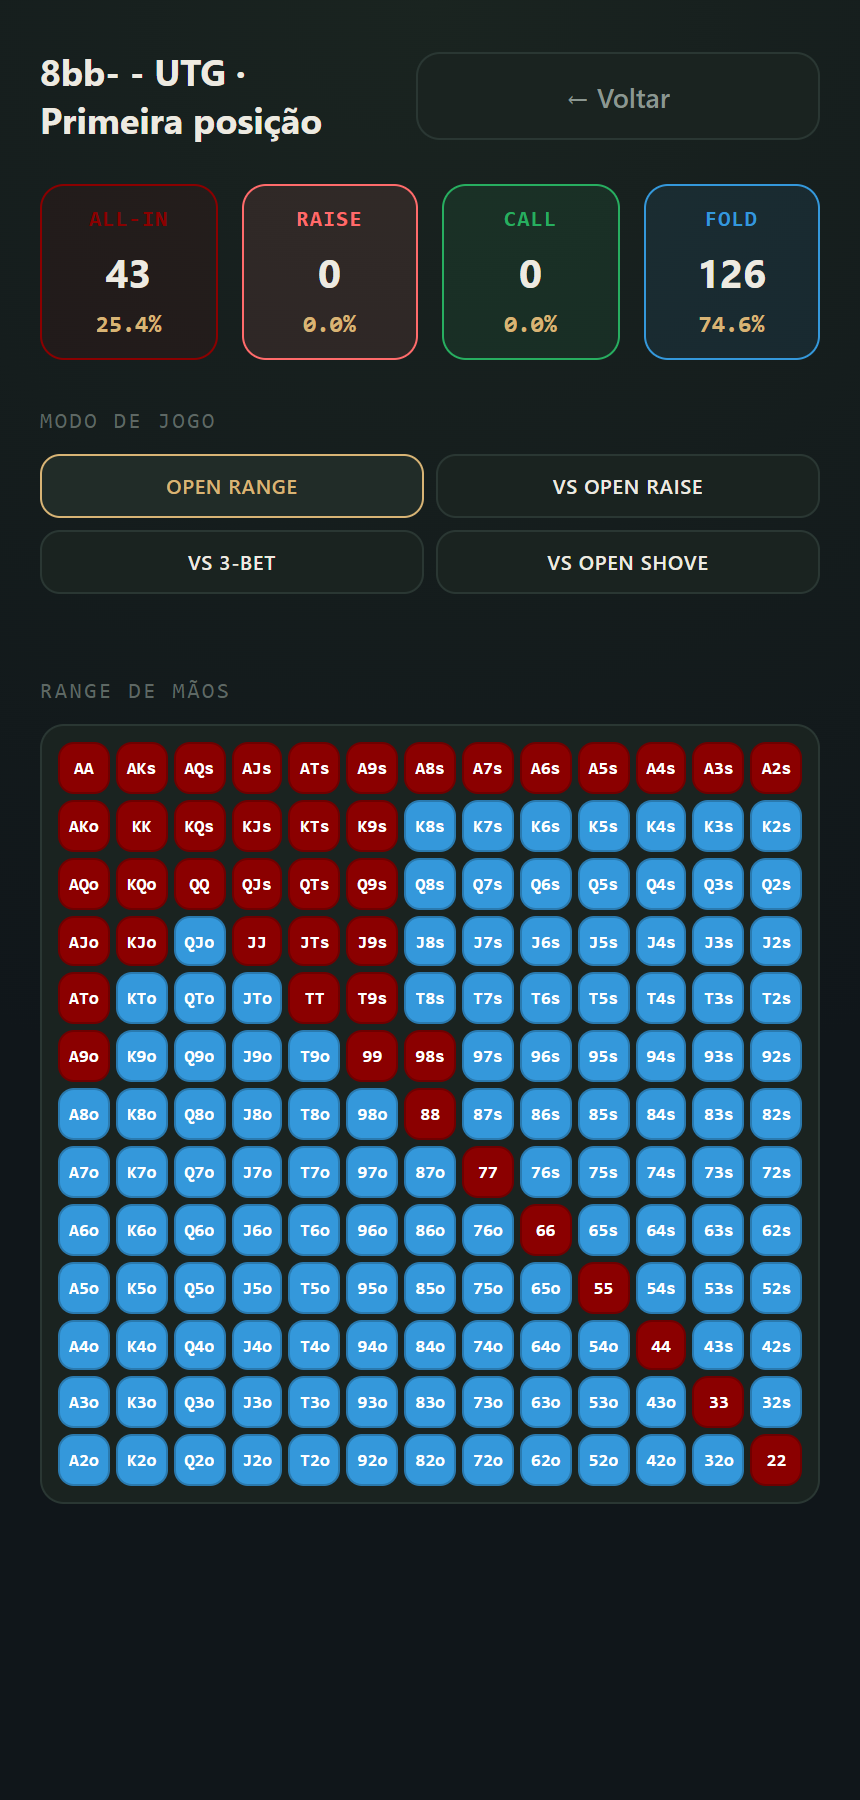 8bb- - UTG ·
Primeira posição
← Voltar
ALL-IN
43
25.4%
RAISE
0
0.0%
CALL
0
0.0%
FOLD
126
74.6%
MODO DE JOGO
OPEN RANGE
VS OPEN RAISE
VS 3-BET
VS OPEN SHOVE
RANGE DE MÃOS
AA AKs AQs AJs ATs A9s A8s A7s A6s A5s A4s A3s A2s
AKo KK KQs KJs KTs K9s K8s K7s K6s K5s K4s K3s K2s
AQo KQo QQ QJs QTs Q9s Q8s Q7s Q6s Q5s Q4s Q3s Q2s
AJo KJo QJo JJ JTs J9s J8s J7s J6s J5s J4s J3s J2s
ATo KTo QTo JTo TT T9s T8s T7s T6s T5s T4s T3s T2s
A9o K9o Q9o J9o T9o 99 98s 97s 96s 95s 94s 93s 92s
A8o K8o Q8o J8o T8o 98o 88 87s 86s 85s 84s 83s 82s
A7o K7o Q7o J7o T7o 97o 87o 77 76s 75s 74s 73s 72s
A6o K6o Q6o J6o T6o 96o 86o 76o 66 65s 64s 63s 62s
A5o K5o Q5o J5o T5o 95o 85o 75o 65o 55 54s 53s 52s
A4o K4o Q4o J4o T4o 94o 84o 74o 64o 54o 44 43s 42s
A3o K3o Q3o J3o T3o 93o 83o 73o 63o 53o 43o 33 32s
A2o K2o Q2o J2o T2o 92o 82o 72o 62o 52o 42o 32o 22